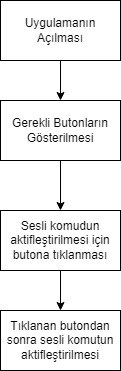 Uygulamanın
Açılması
Gerekli Butonların
Gösterilmesi
Sesli komudun
aktifleştirilmesi için
butona tıklanması
Tıklanan butondan
sonra sesli komutun
aktifleştirilmesi